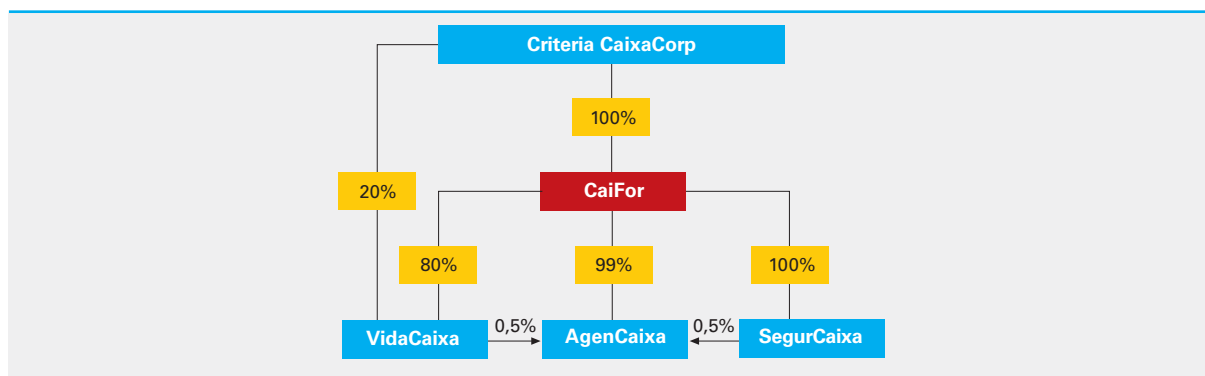 Criteria CaixaCorp
100%
20%
CaiFor
80%
99%
100%
VidaCaixa
0,5%
AgenCaixa
0,5%
SegurCaixa